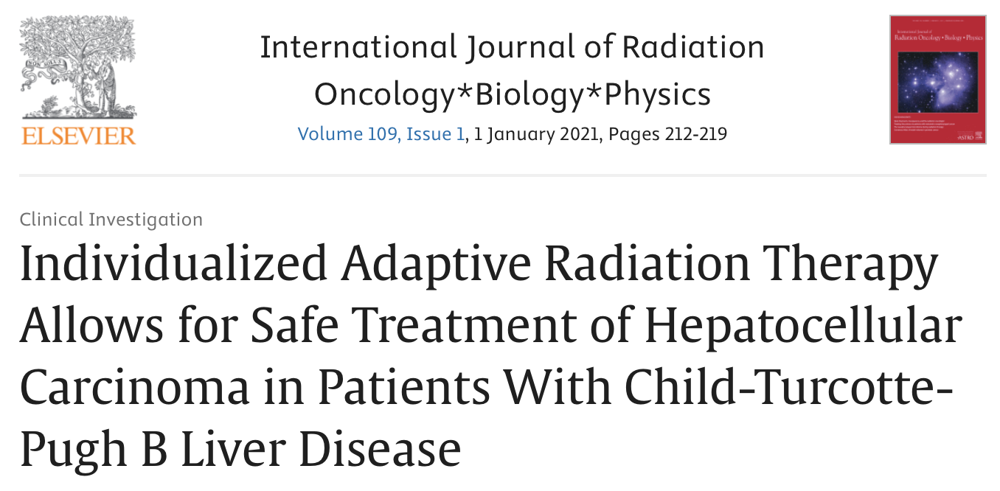 International Journal of Radiation
Oncology*Biology*Physics
Volume 109, Issue 1, 1 January 2021, Pages 212-219
ELSEVIER
NON SOLUS
International Journal of
Radiation Oncology • Biology • Physics
ASTRO
Clinical Investigation
Individualized Adaptive Radiation Therapy
Allows for Safe Treatment of Hepatocellular
Carcinoma in Patients With Child-Turcotte-
Pugh B Liver Disease